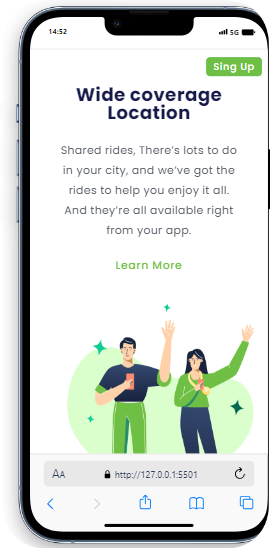 14:52
5G
Sing Up
Wide coverage
Location
Shared rides, There's lots to do
in your city, and we've got the
rides to help you enjoy it all.
And they're all available right
from your app.
Learn More
AA
http://127.0.0.1:5501